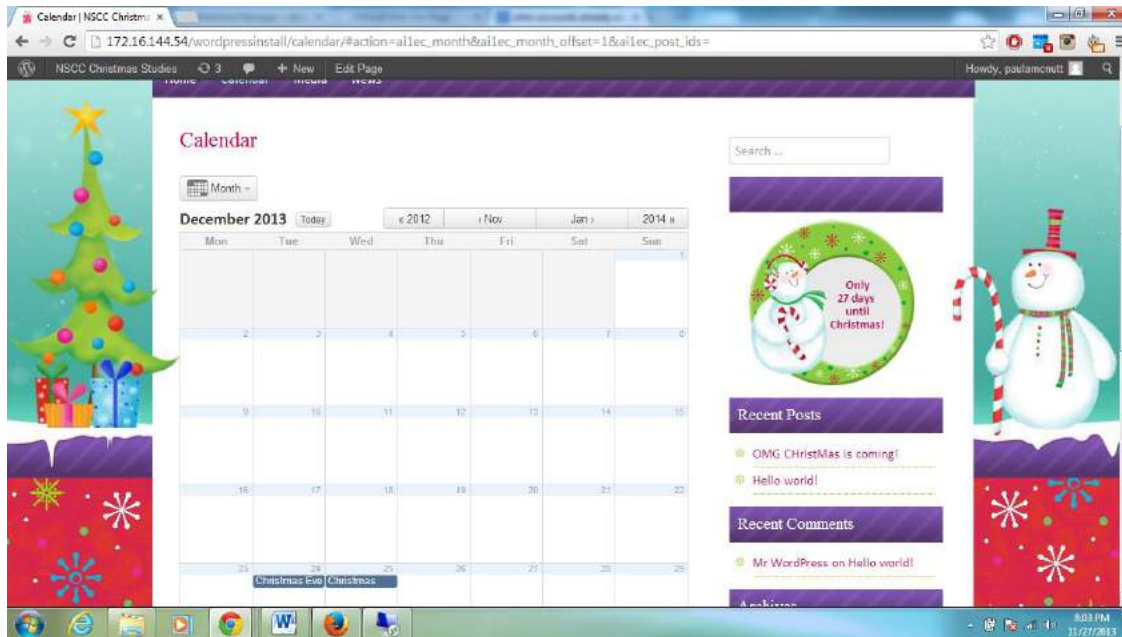 Calendar | NSCC Christm
172.16.144.54/wordpressinstall/calendar/#action=ai1ec_month&ai1ec_month_offset=1&ai1ec_post_ids=
NSCC Christmas Studies 3 + New Edit Page Howdy, paulamcnutt
Home Calendar Media News
Calendar
Search ...
Month
December 2013 Today « 2012 ‹ Nov Jan › 2014 »
Mon Tue Wed Thu Fri Sat Sun
1
2 3 4 5 6 7 8
9 10 11 12 13 14 15
16 17 18 19 20 21 22
23 24 25 26 27 28 29
Christmas Eve Christmas
Only
27 days
until
Christmas!
Recent Posts
OMG CHristMas is coming!
Hello world!
Recent Comments
Mr WordPress on Hello world!
Archives
8:03 PM
11/27/2013